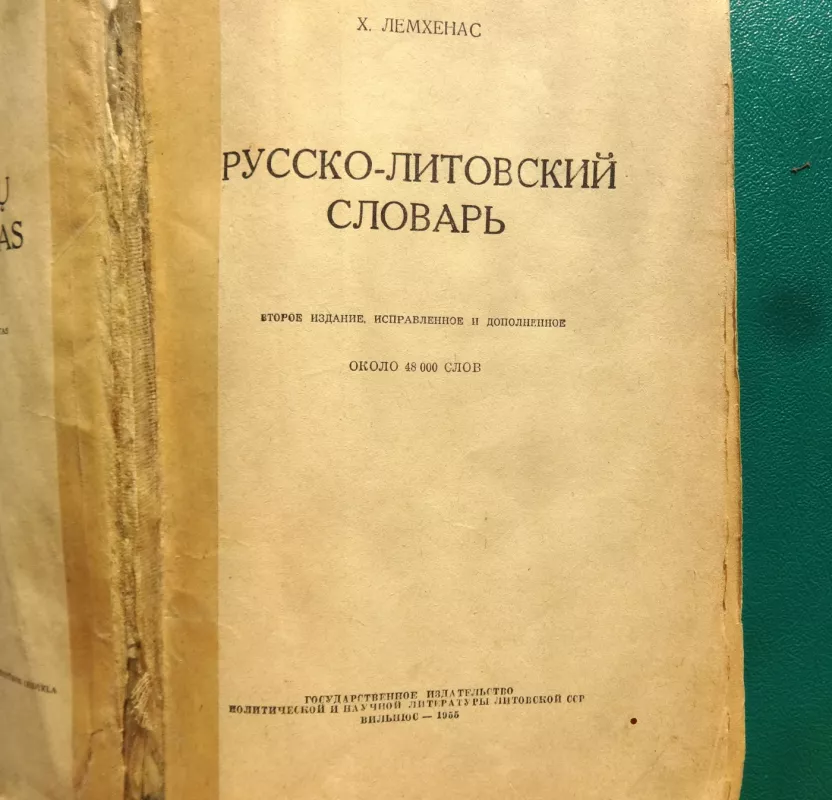 Х. ЛЕМХЕНАС
РУССКО-ЛИТОВСКИЙ
СЛОВАРЬ
ВТОРОЕ ИЗДАНИЕ, ИСПРАВЛЕННОЕ И ДОПОЛНЕННОЕ
ОКОЛО 48 000 СЛОВ
ГОСУДАРСТВЕННОЕ ИЗДАТЕЛЬСТВО
ПОЛИТИЧЕСКОЙ И НАУЧНОЙ ЛИТЕРАТУРЫ ЛИТОВСКОЙ ССР
ВИЛЬНЮС — 1955
Ų
AS